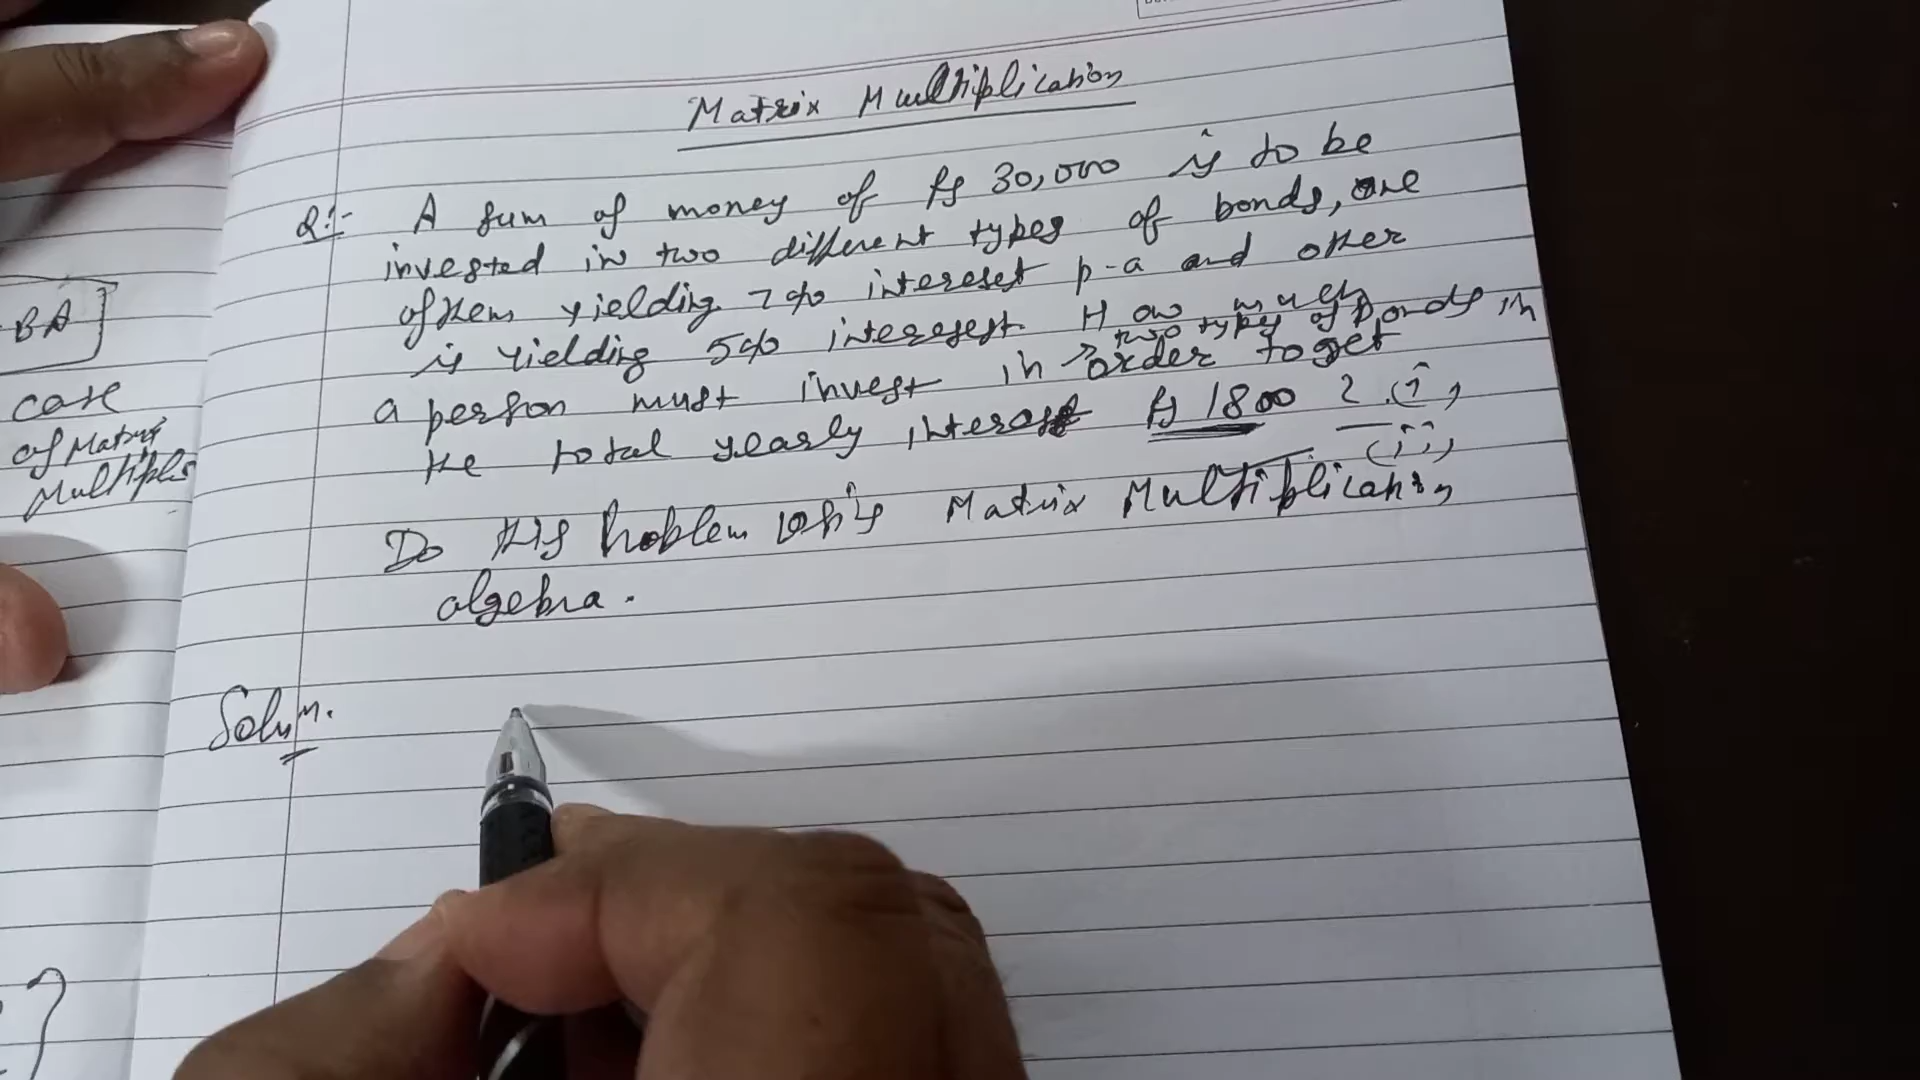 Matrix Multiplication
Q:- A sum of money of Rs 30,000 is to be
invested in two different types of bonds, one
of them yielding 7% interest p-a and other
is yielding 5% interest. How much
two types of bonds in
a person must invest in order to get
the total yearly interest Rs 1800 ? (i)
(ii)
Do this Problem using Matrix Multiplication
algebra.
Solun.
BA
case
of Matrix